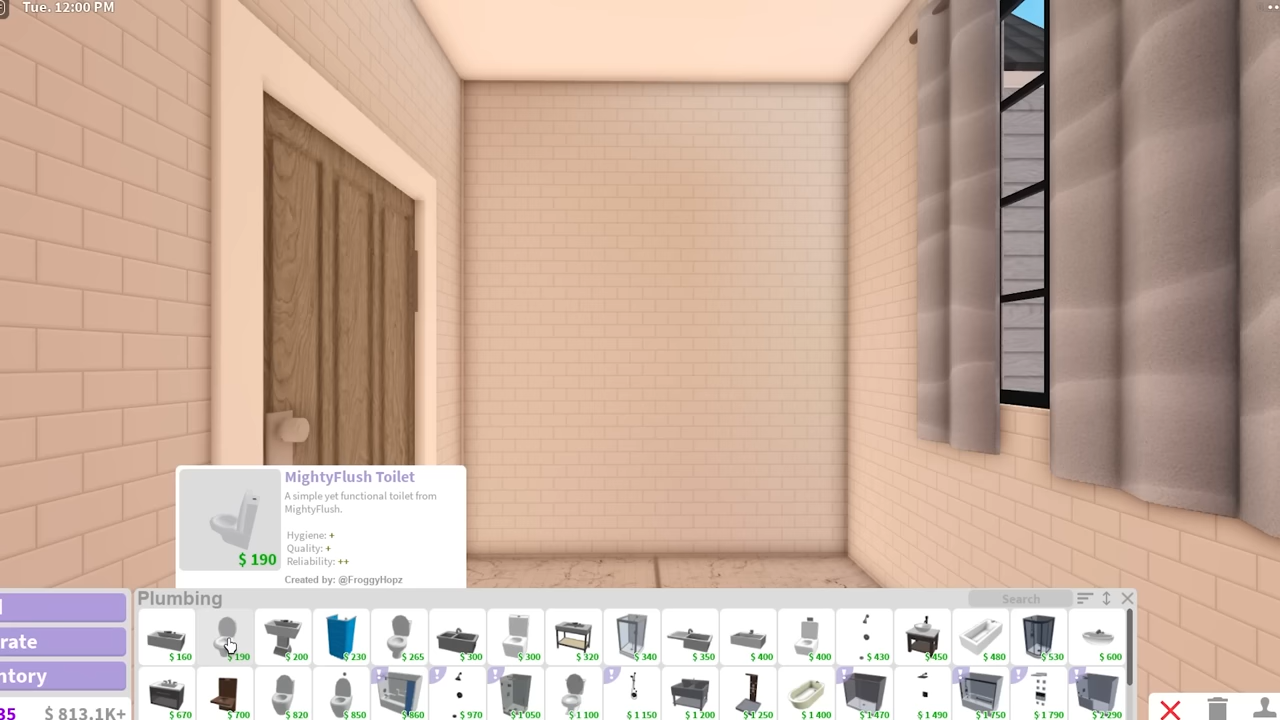 Tue. 12:00 PM
MightyFlush Toilet
A simple yet functional toilet from
MightyFlush.
Hygiene: +
Quality: +
Reliability: ++
Created by: @FroggyHopz
$ 190
Plumbing
Search
$ 160
$ 190
$ 200
$ 230
$ 265
$ 300
$ 300
$ 320
$ 340
$ 350
$ 400
$ 400
$ 430
$ 450
$ 480
$ 530
$ 600
$ 670
$ 700
$ 820
$ 850
$ 860
$ 970
$ 1 050
$ 1 100
$ 1 150
$ 1 200
$ 1 250
$ 1 400
$ 1 470
$ 1 490
$ 1 750
$ 1 790
rate
ntory
35
$ 813.1K+